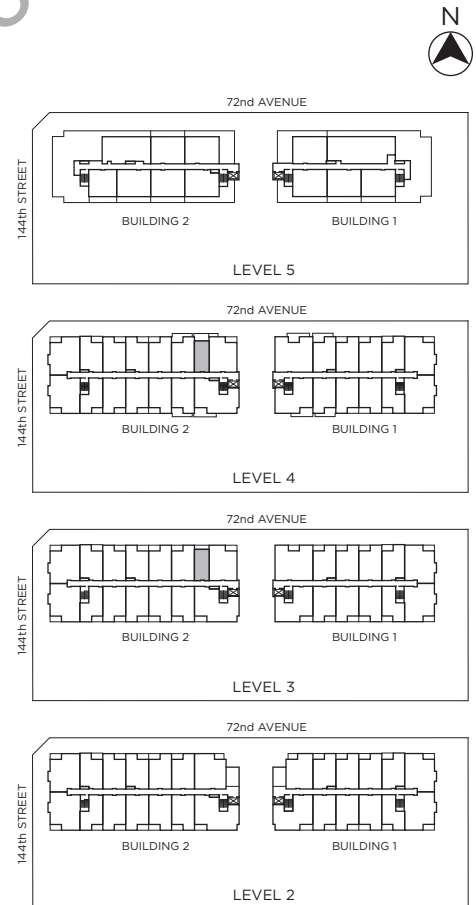 N
72nd AVENUE
144th STREET
BUILDING 2
BUILDING 1
LEVEL 5
72nd AVENUE
144th STREET
BUILDING 2
BUILDING 1
LEVEL 4
72nd AVENUE
144th STREET
BUILDING 2
BUILDING 1
LEVEL 3
72nd AVENUE
144th STREET
BUILDING 2
BUILDING 1
LEVEL 2